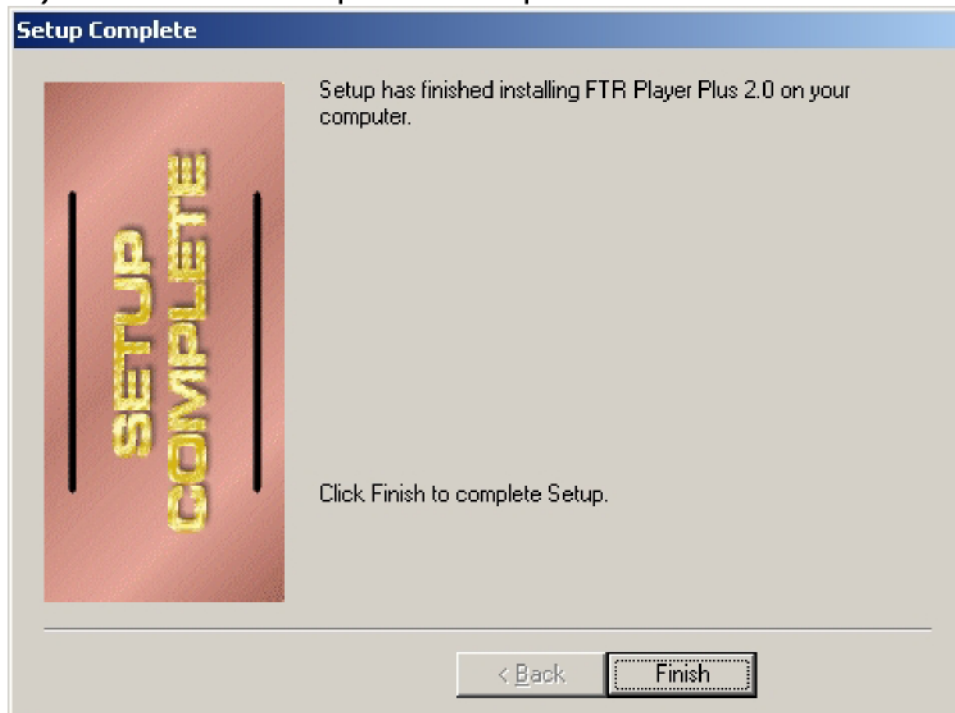 Setup Complete
Setup has finished installing FTR Player Plus 2.0 on your
computer.
SETUP
COMPLETE
Click Finish to complete Setup.
< Back
Finish